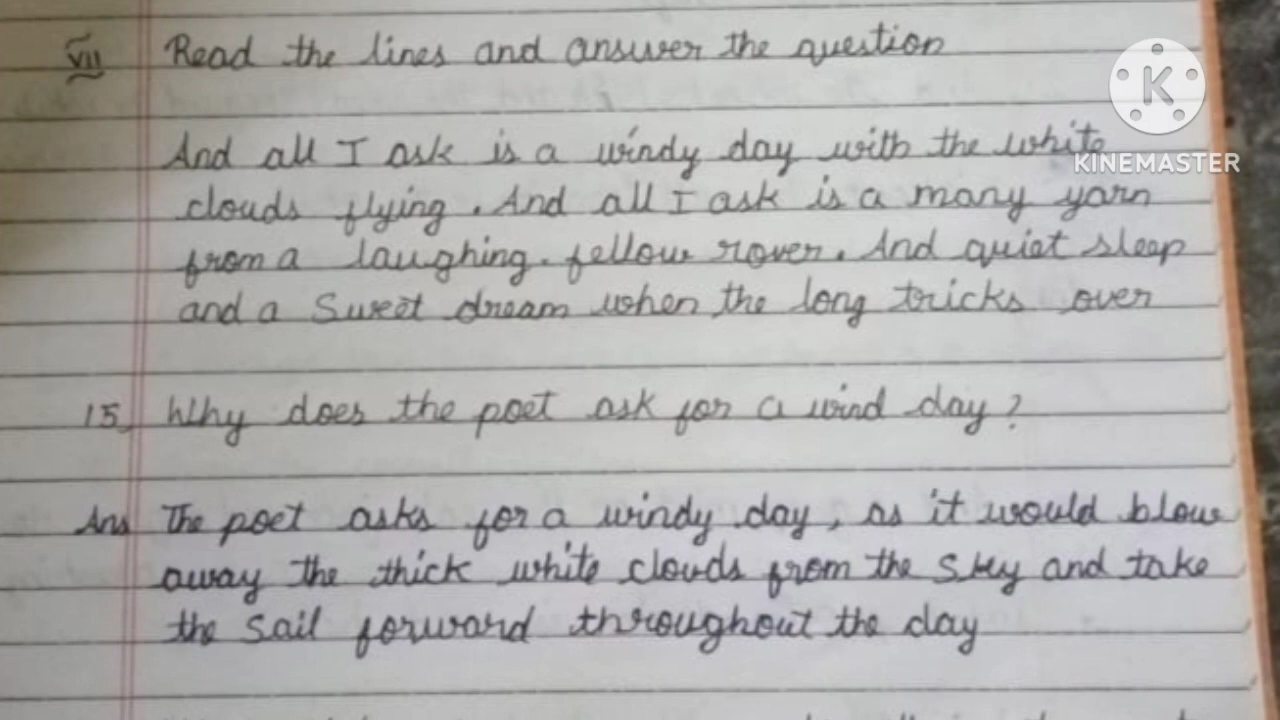 VII Read the lines and answer the question
K
KINEMASTER
And all I ask is a windy day with the white
clouds flying. And all I ask is a many yarn
from a laughing. fellow rover. And quiet sleep
and a Sweet dream when the long tricks over
15, Why does the poet ask for a wind day?
Ans The poet asks for a windy day, as it would blow
away the thick white clouds from the sky and take
the sail forward throughout the day